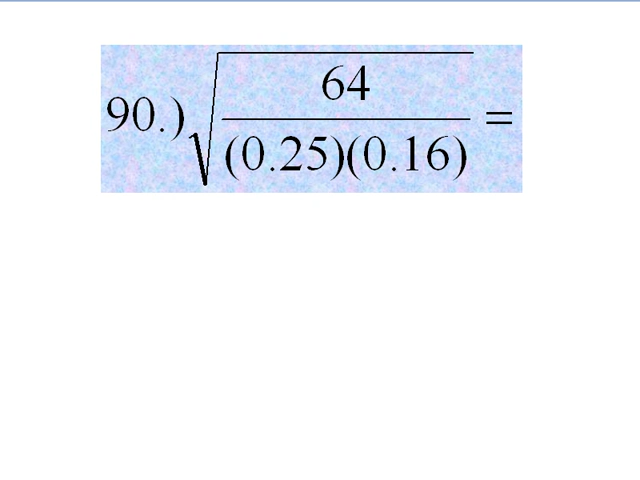 90.) √(64/((0.25)(0.16))) =